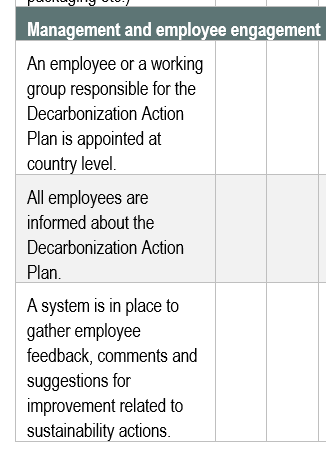 packaging etc.)
Management and employee engagement
An employee or a working
group responsible for the
Decarbonization Action
Plan is appointed at
country level.
All employees are
informed about the
Decarbonization Action
Plan.
A system is in place to
gather employee
feedback, comments and
suggestions for
improvement related to
sustainability actions.